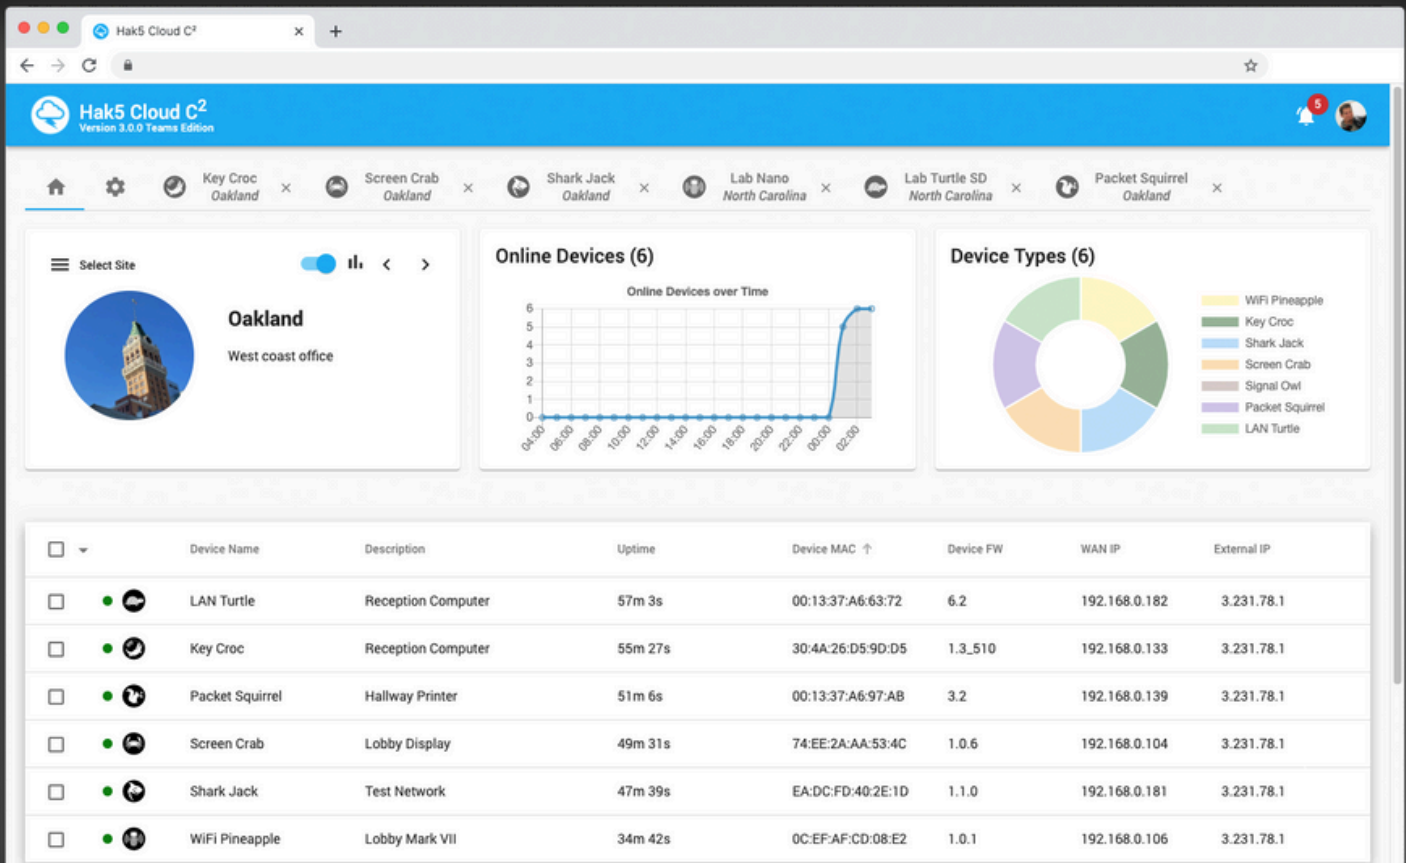 Hak5 Cloud C²
Hak5 Cloud C²
5
Version 3.0.0 Teams Edition
Key Croc
Oakland
Screen Crab
Oakland
Shark Jack
Oakland
Lab Nano
North Carolina
Lab Turtle SD
North Carolina
Packet Squirrel
Oakland
Select Site
Oakland
West coast office
Online Devices (6)
Online Devices over Time
6
5
4
3
2
1
0
04:00 06:00 08:00 10:00 12:00 14:00 16:00 18:00 20:00 22:00 00:00 02:00
Device Types (6)
WiFi Pineapple
Key Croc
Shark Jack
Screen Crab
Signal Owl
Packet Squirrel
LAN Turtle
Device Name Description Uptime Device MAC ↑ Device FW WAN IP External IP
LAN Turtle Reception Computer 57m 3s 00:13:37:A6:63:72 6.2 192.168.0.182 3.231.78.1
Key Croc Reception Computer 55m 27s 30:4A:26:D5:9D:D5 1.3_510 192.168.0.133 3.231.78.1
Packet Squirrel Hallway Printer 51m 6s 00:13:37:A6:97:AB 3.2 192.168.0.139 3.231.78.1
Screen Crab Lobby Display 49m 31s 74:EE:2A:AA:53:4C 1.0.6 192.168.0.104 3.231.78.1
Shark Jack Test Network 47m 39s EA:DC:FD:40:2E:1D 1.1.0 192.168.0.181 3.231.78.1
WiFi Pineapple Lobby Mark VII 34m 42s 0C:EF:AF:CD:08:E2 1.0.1 192.168.0.106 3.231.78.1